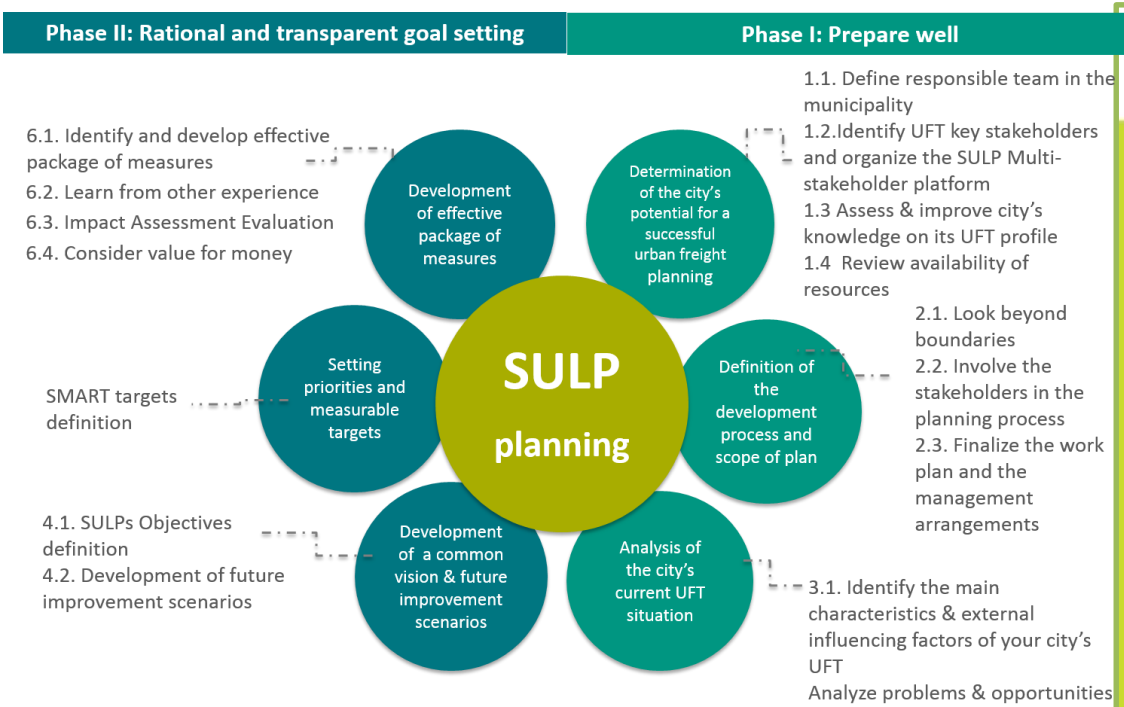 Phase II: Rational and transparent goal setting
Phase I: Prepare well
1.1. Define responsible team in the
municipality
1.2.Identify UFT key stakeholders
and organize the SULP Multi-
stakeholder platform
1.3 Assess & improve city's
knowledge on its UFT profile
1.4 Review availability of
resources
Determination
of the city's
potential for a
successful
urban freight
planning
2.1. Look beyond
boundaries
2.2. Involve the
stakeholders in the
planning process
2.3. Finalize the work
plan and the
management
arrangements
Definition of
the
development
process and
scope of plan
3.1. Identify the main
characteristics & external
influencing factors of your city's
UFT
Analyze problems & opportunities
Analysis of
the city's
current UFT
situation
4.1. SULPs Objectives
definition
4.2. Development of future
improvement scenarios
Development
of a common
vision & future
improvement
scenarios
SMART targets
definition
Setting
priorities and
measurable
targets
6.1. Identify and develop effective
package of measures
6.2. Learn from other experience
6.3. Impact Assessment Evaluation
6.4. Consider value for money
Development
of effective
package of
measures
SULP
planning